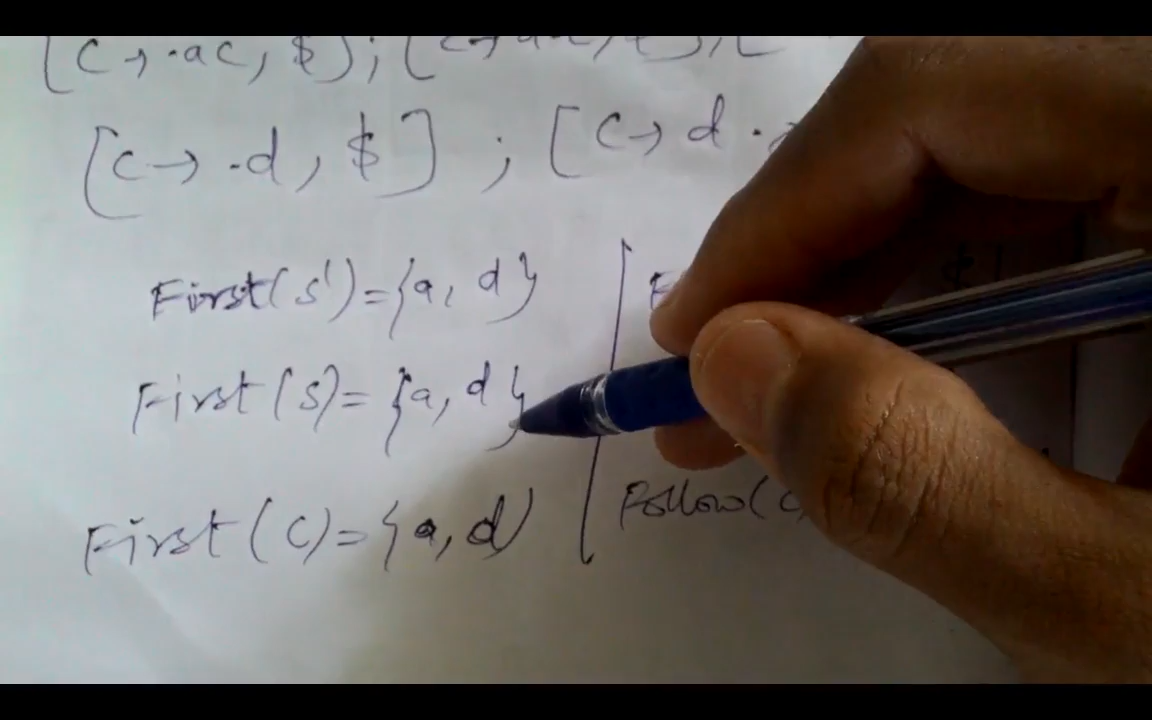 [C → ·aC, $];
[C → ·d, $] ; [C → d ·
First(S') = {a, d}
First(S) = {a, d}
First(C) = {a, d) Follow(C